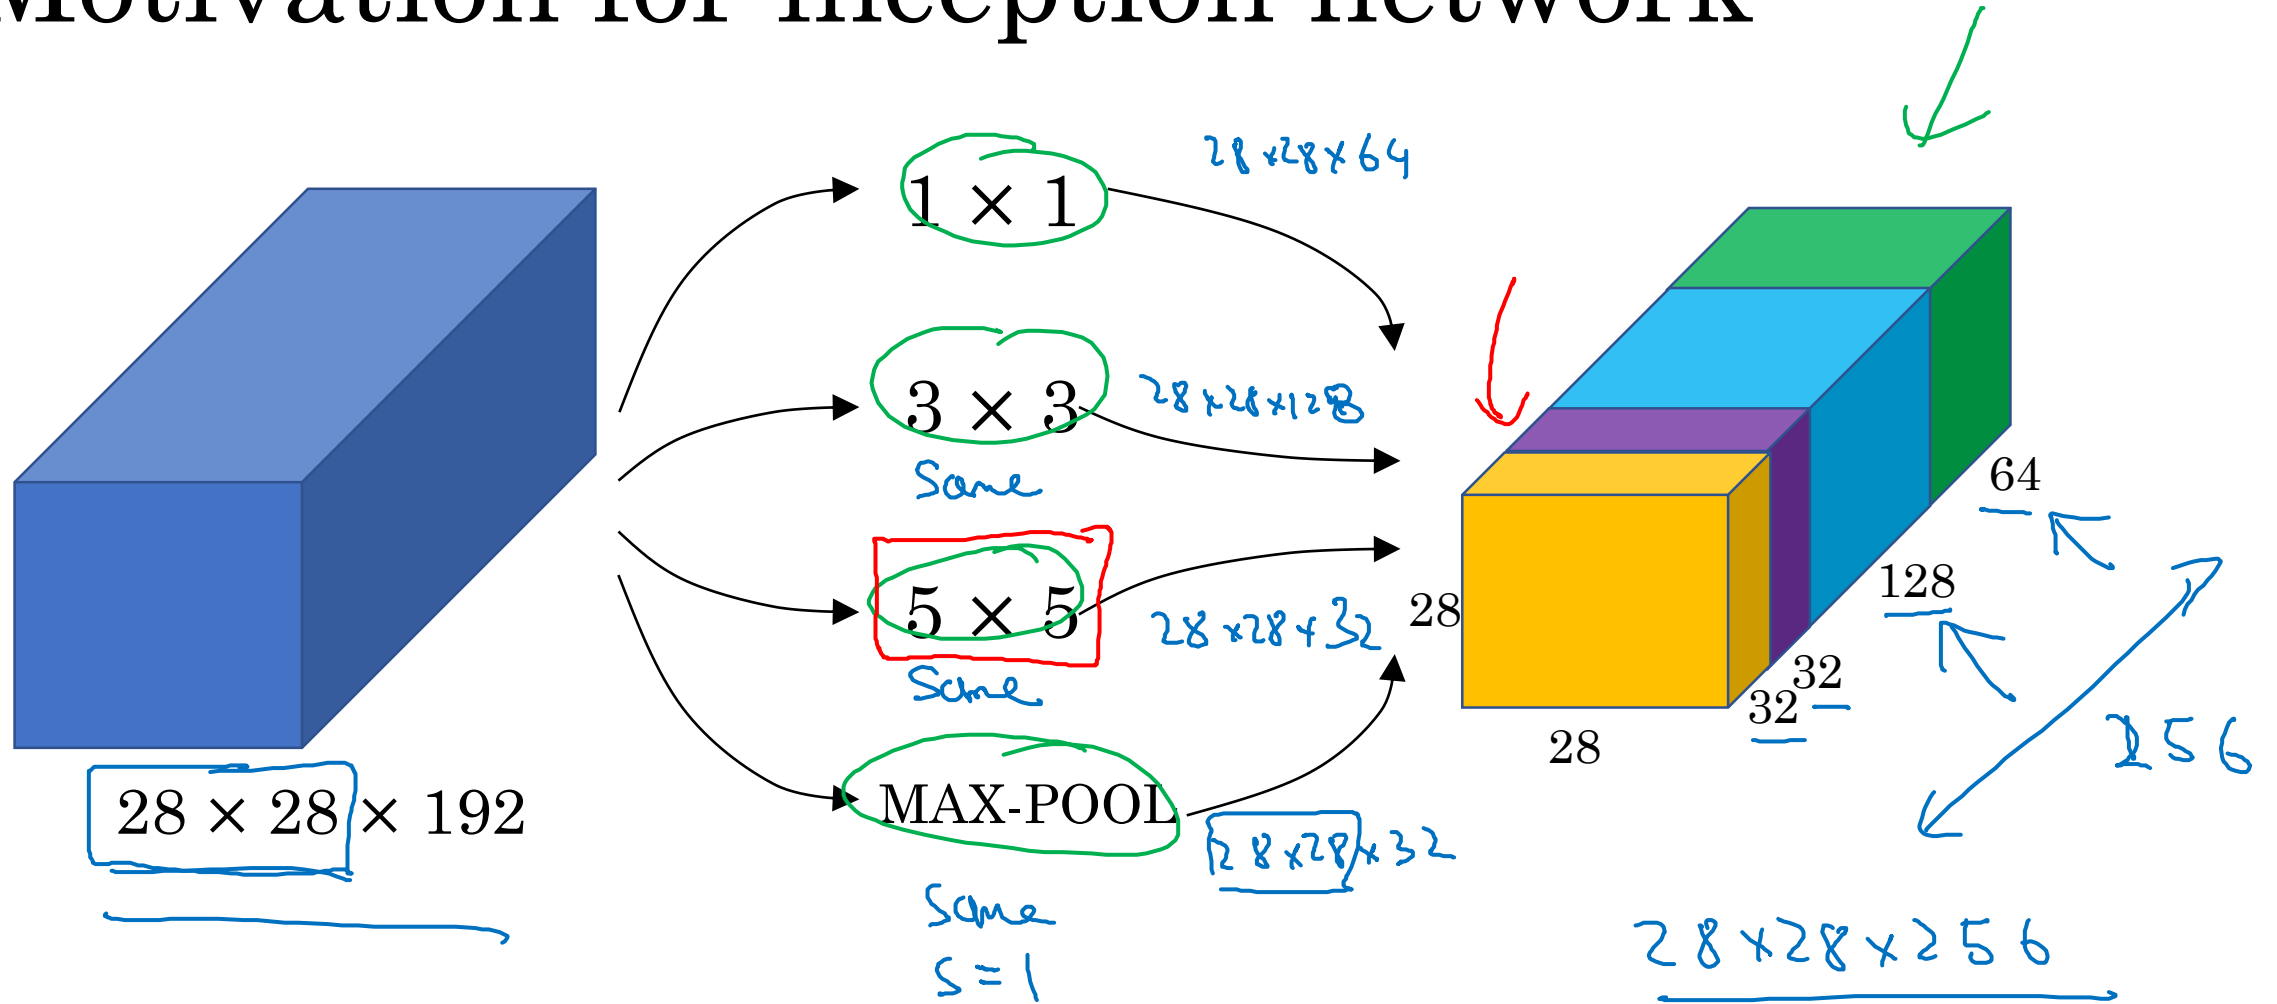 Motivation for inception network
28×28×64
1 × 1
28×28×128
3 × 3
Same
64
128
5 × 5
28×28×32
28
Same
32
32
28
256
28 × 28 × 192
MAX-POOL
28×28×32
Same
s=1
28×28×256